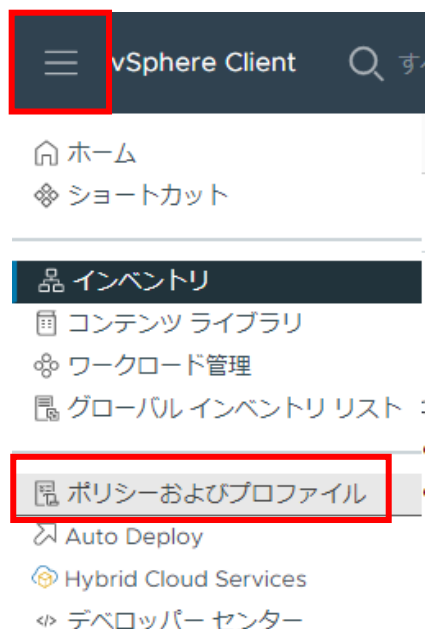 vSphere Client
ホーム
ショートカット
インベントリ
コンテンツ ライブラリ
ワークロード管理
グローバル インベントリ リスト
ポリシーおよびプロファイル
Auto Deploy
Hybrid Cloud Services
デベロッパー センター